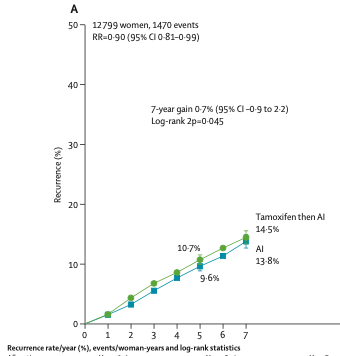 A
12 799 women, 1470 events
RR=0·90 (95% CI 0·81–0·99)
7-year gain 0·7% (95% CI –0·9 to 2·2)
Log-rank 2p=0·045
Recurrence (%)
50
40
30
20
10
0
Tamoxifen then AI
14·5%
AI
13·8%
10·7%
9·6%
0 1 2 3 4 5 6 7
Recurrence rate/year (%), events/woman-years and log-rank statistics